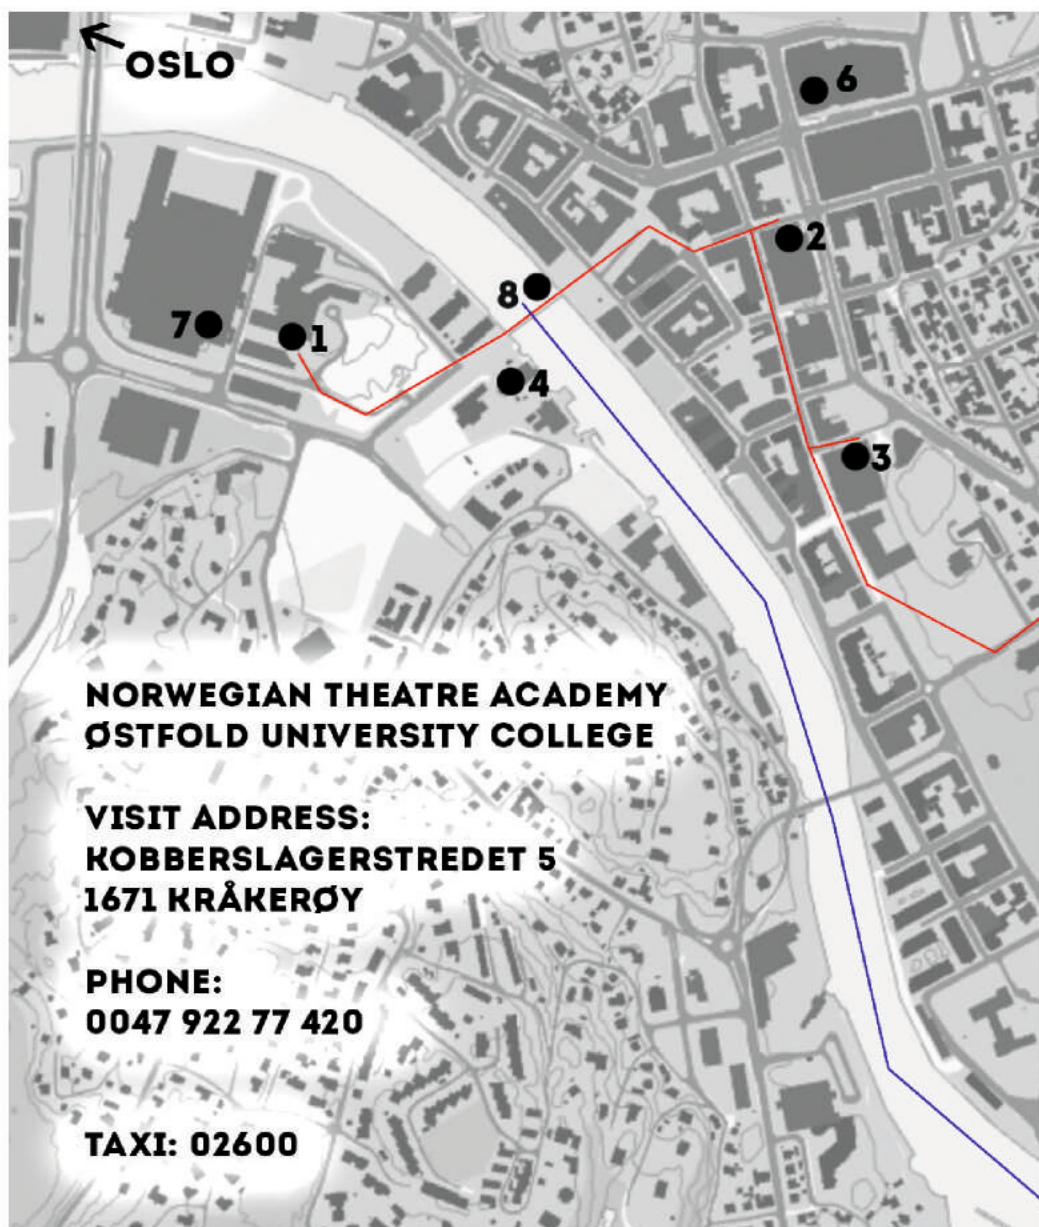 OSLO
6
2
8
7
1
4
3
NORWEGIAN THEATRE ACADEMY
ØSTFOLD UNIVERSITY COLLEGE
VISIT ADDRESS:
KOBBERSLAGERSTREDET 5
1671 KRÅKERØY
PHONE:
0047 922 77 420
TAXI: 02600